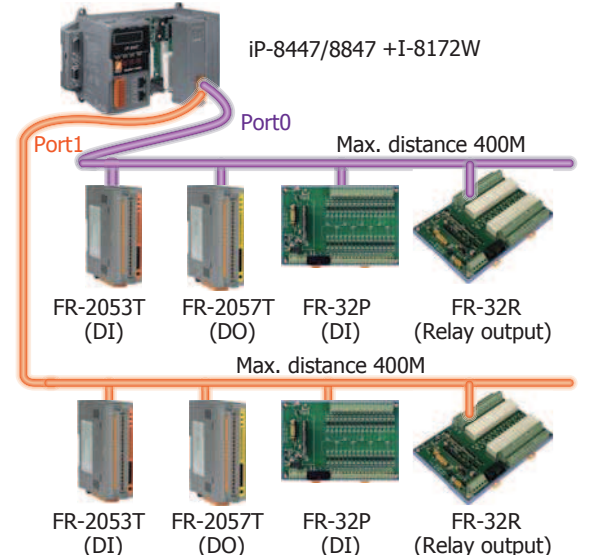 iP-8447/8847 +I-8172W
Port0
Port1
Max. distance 400M
FR-2053T FR-2057T FR-32P FR-32R
(DI) (DO) (DI) (Relay output)
Max. distance 400M
FR-2053T FR-2057T FR-32P FR-32R
(DI) (DO) (DI) (Relay output)